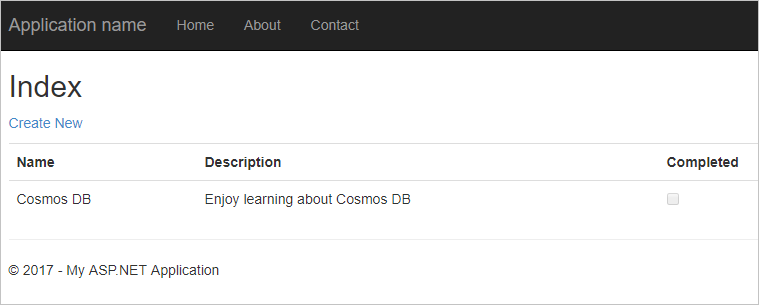 Application name Home About Contact
Index
Create New
Name Description Completed
Cosmos DB Enjoy learning about Cosmos DB
© 2017 - My ASP.NET Application